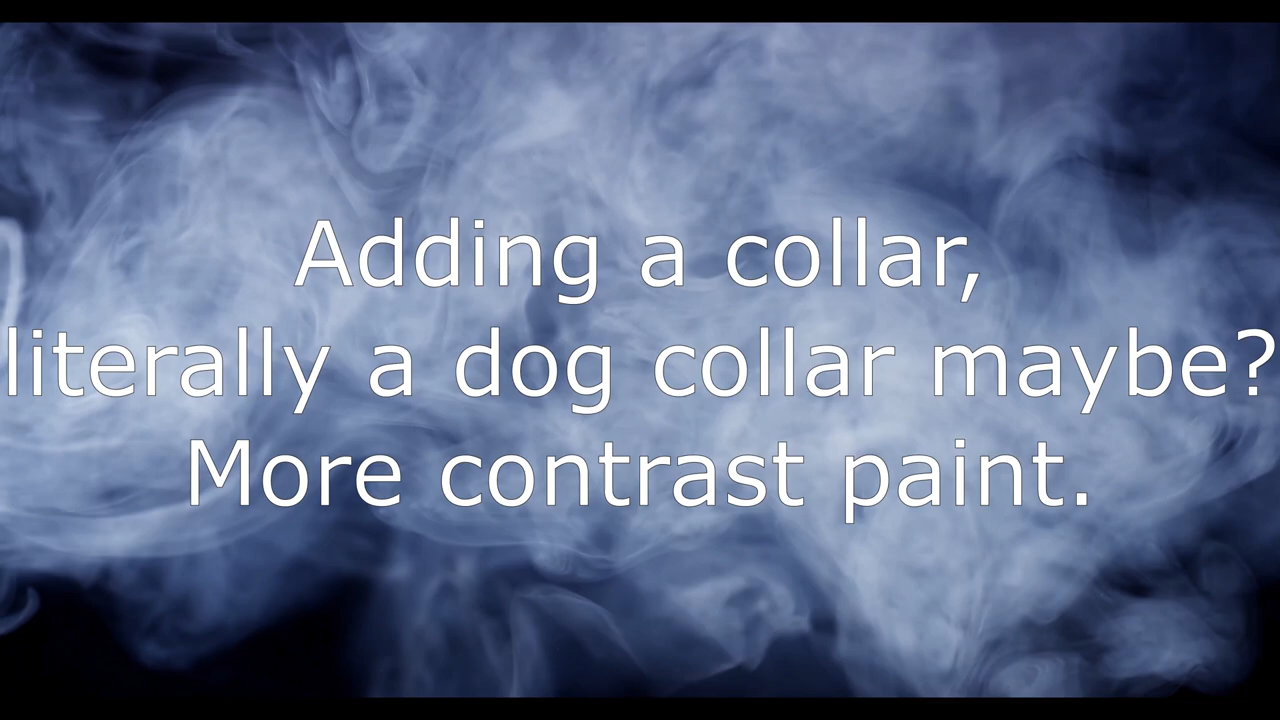 Adding a collar,
literally a dog collar maybe?
More contrast paint.